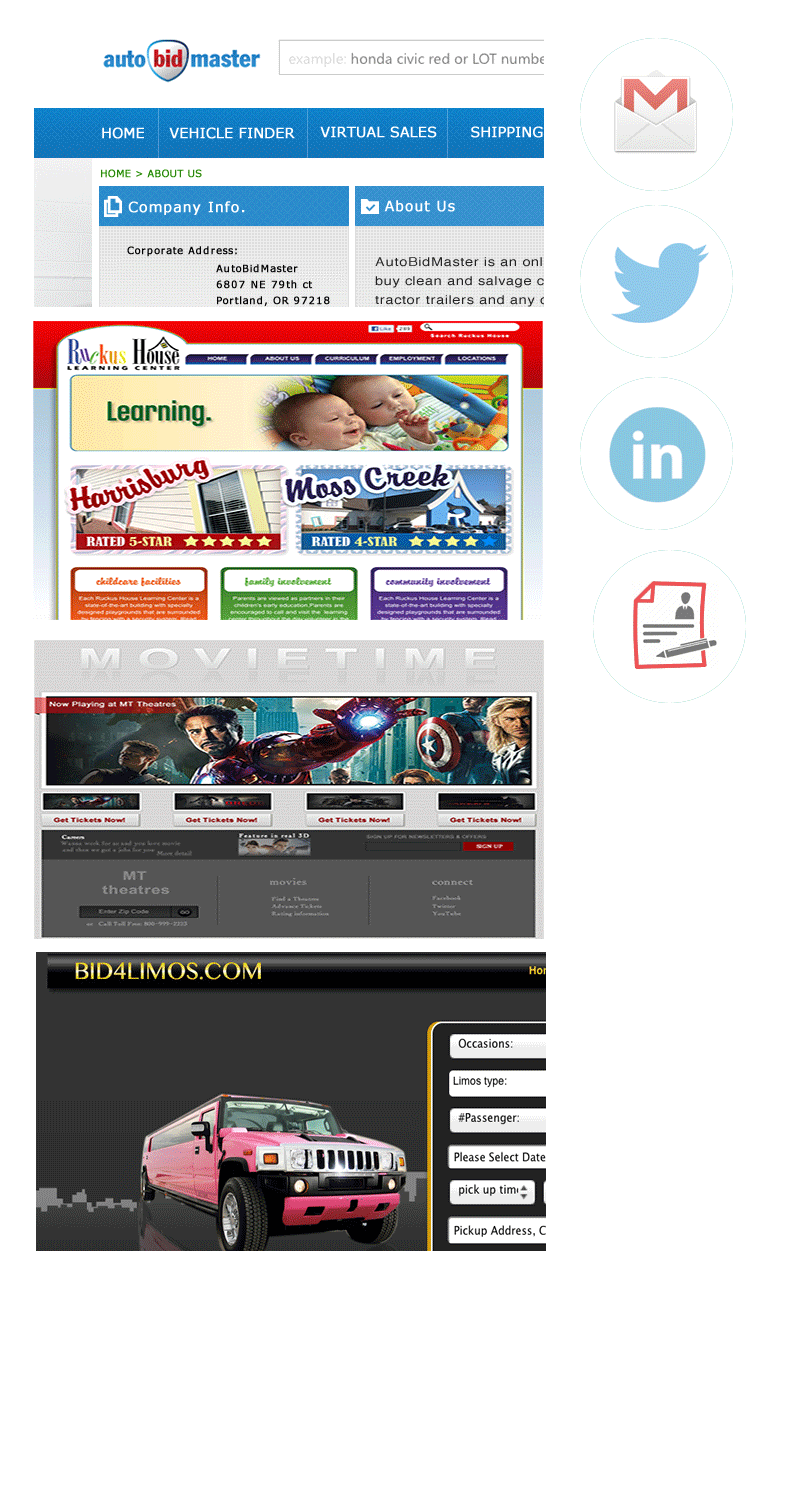 auto bid master
example: honda civic red or LOT numbe
HOME
VEHICLE FINDER
VIRTUAL SALES
SHIPPING
HOME > ABOUT US
Company Info.
About Us
Corporate Address:
AutoBidMaster
6807 NE 79th ct
Portland, OR 97218
AutoBidMaster is an onl
buy clean and salvage c
tractor trailers and any
Like
Search Ruckus House
Ruckus House
LEARNING CENTER
HOME
ABOUT US
CURRICULUM
EMPLOYMENT
LOCATIONS
Learning.
Harrisburg
RATED 5-STAR
Moss Creek
RATED 4-STAR
childcare facilities
Each Ruckus House Learning Center is a
state-of-the-art building with specially
designed playgrounds that are surrounded
family involvement
Parents are viewed as partners in their
children's early education.Parents are
encouraged to call and visit the learning
community involvement
Each Ruckus House Learning Center is a
state-of-the-art building with specially
designed playgrounds that are surrounded
MOVIETIME
Now Playing at MT Theatres
Get Tickets Now!
Get Tickets Now!
Get Tickets Now!
Get Tickets Now!
Careers
Wanna work for us and you love movie
and then we got a jobs for you
More detail
Feature in real 3D
SIGN UP FOR NEWSLETTERS & OFFERS
SIGN UP
MT
theatres
Enter Zip Code
GO
or Call Toll Free: 800-999-2223
movies
Find a Theatres
Advance Tickets
Rating information
connect
Facebook
Twitter
YouTube
BID4LIMOS.COM
Hor
Occasions:
Limos type:
#Passenger:
Please Select Date
pick up time
Pickup Address, C
in